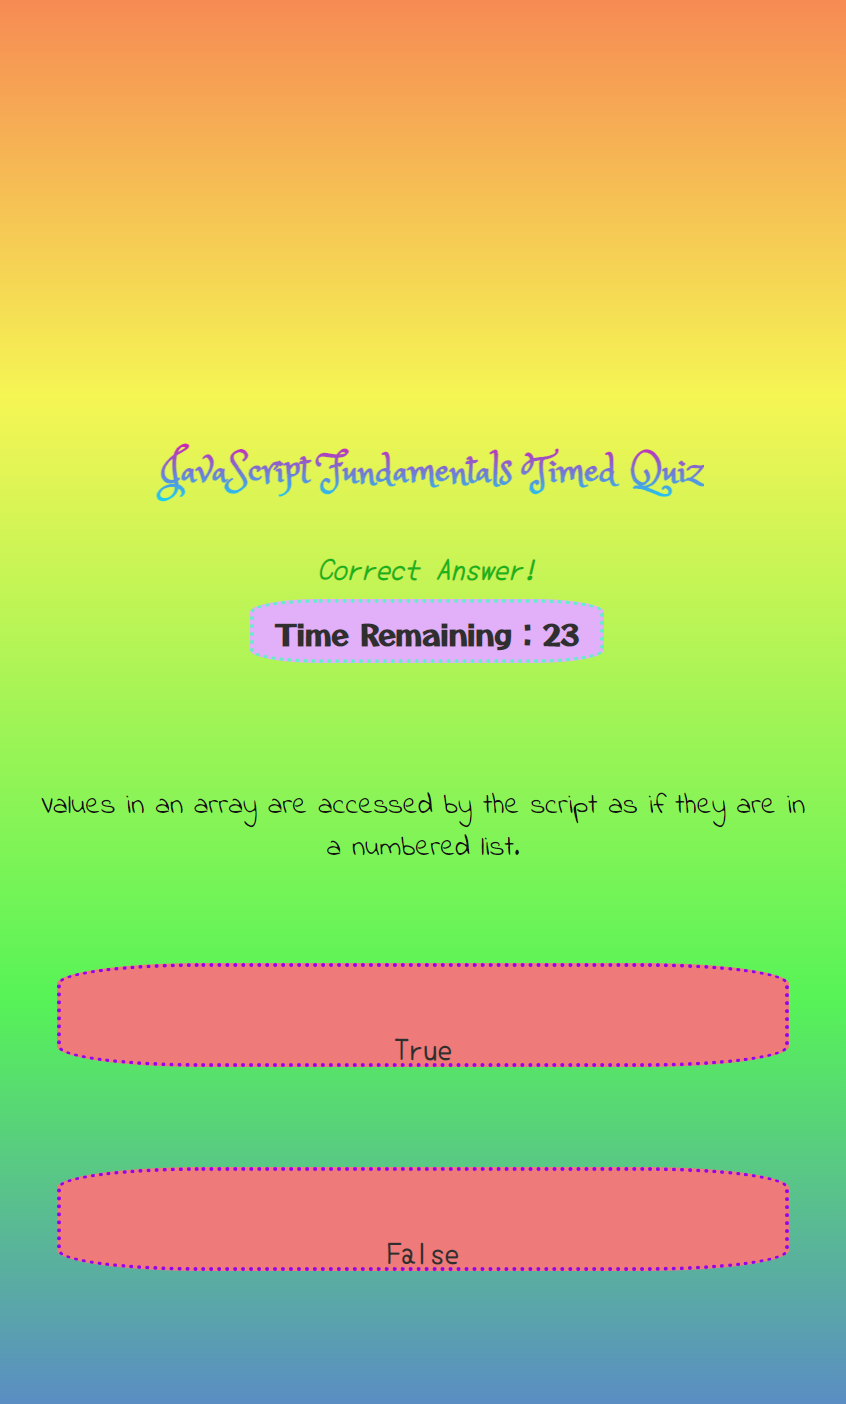 JavaScript Fundamentals Timed Quiz
Correct Answer!
Time Remaining : 23
Values in an array are accessed by the script as if they are in
a numbered list.
True
False